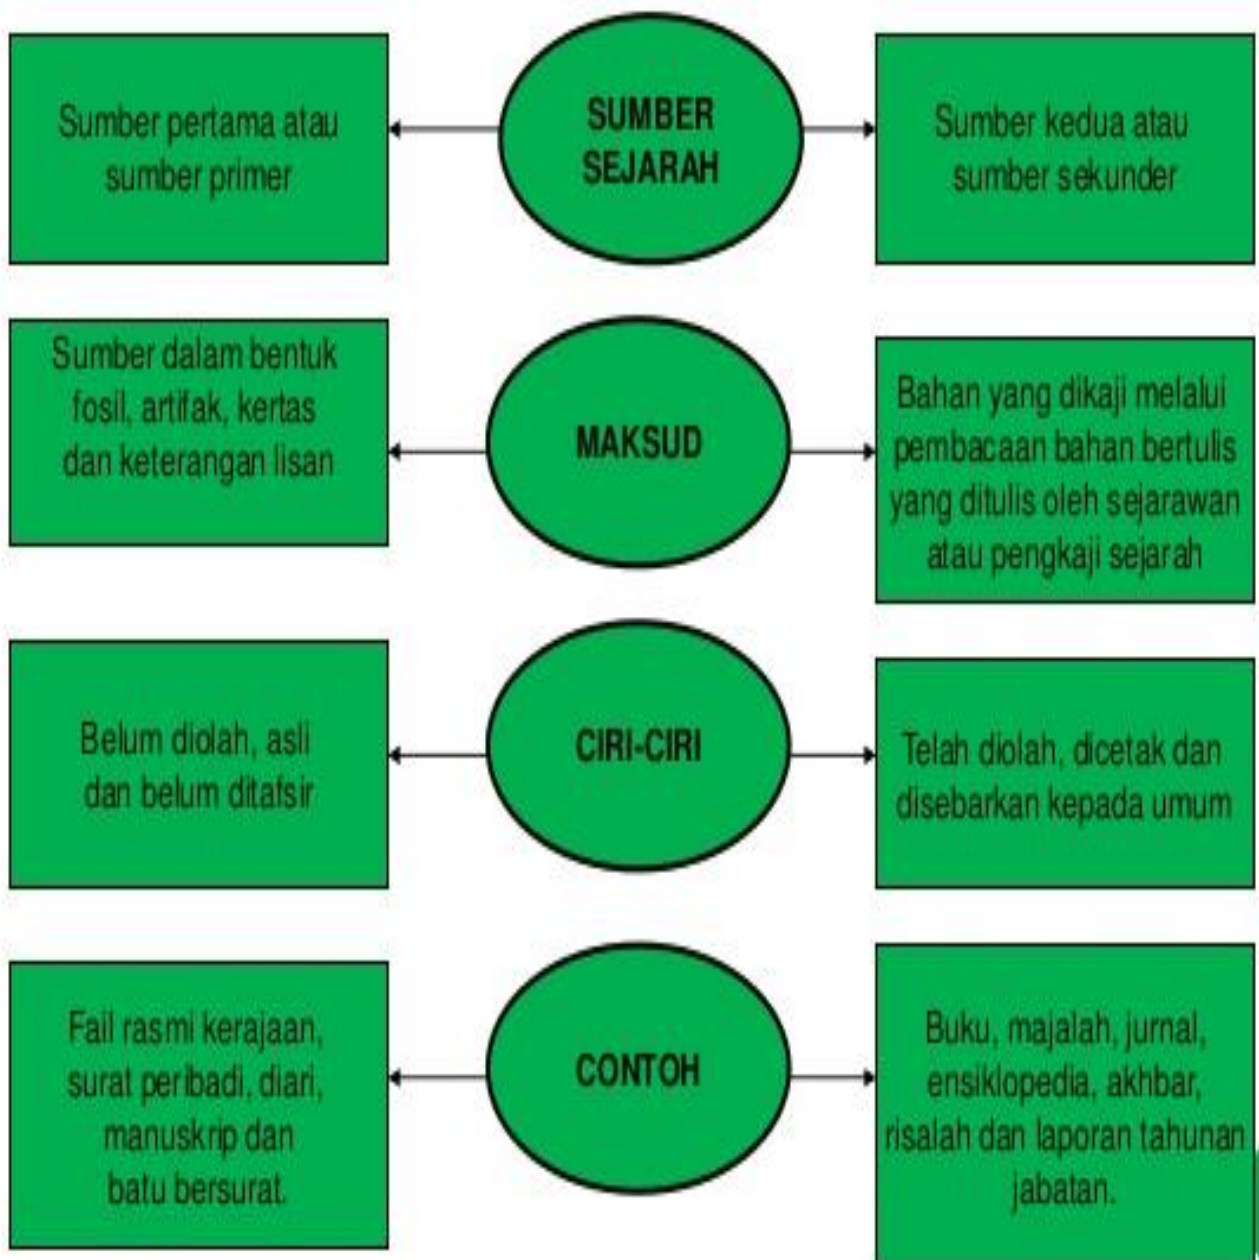 Sumber pertama atau
sumber primer
SUMBER
SEJARAH
Sumber kedua atau
sumber sekunder
Sumber dalam bentuk
fosil, artifak, kertas
dan keterangan lisan
MAKSUD
Bahan yang dikaji melalui
pembacaan bahan bertulis
yang ditulis oleh sejarawan
atau pengkaji sejarah
Belum diolah, asli
dan belum ditafsir
CIRI-CIRI
Telah diolah, dicetak dan
disebarkan kepada umum
Fail rasmi kerajaan,
surat peribadi, diari,
manuskrip dan
batu bersurat.
CONTOH
Buku, majalah, jurnal,
ensiklopedia, akhbar,
risalah dan laporan tahunan
jabatan.